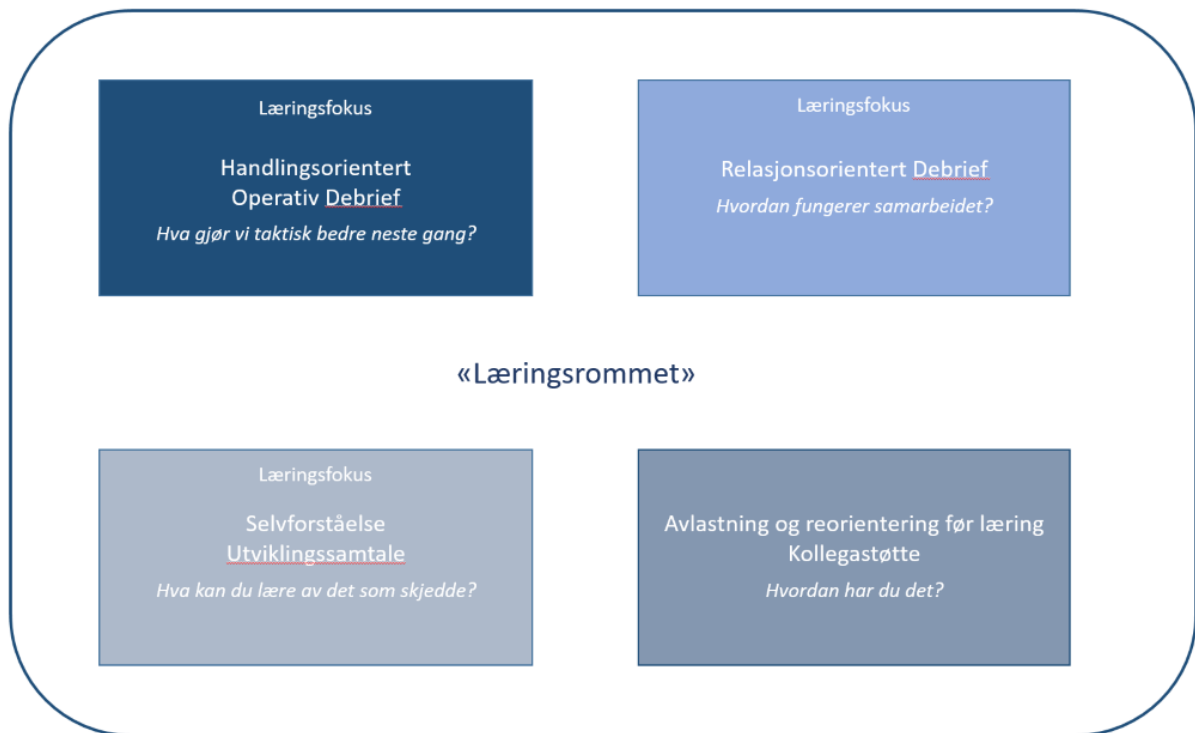 Læringsfokus
Handlingsorientert
Operativ Debrief
Hva gjør vi taktisk bedre neste gang?
Læringsfokus
Relasjonsorientert Debrief
Hvordan fungerer samarbeidet?
«Læringsrommet»
Læringsfokus
Selvforståelse
Utviklingssamtale
Hva kan du lære av det som skjedde?
Avlastning og reorientering før læring
Kollegastøtte
Hvordan har du det?